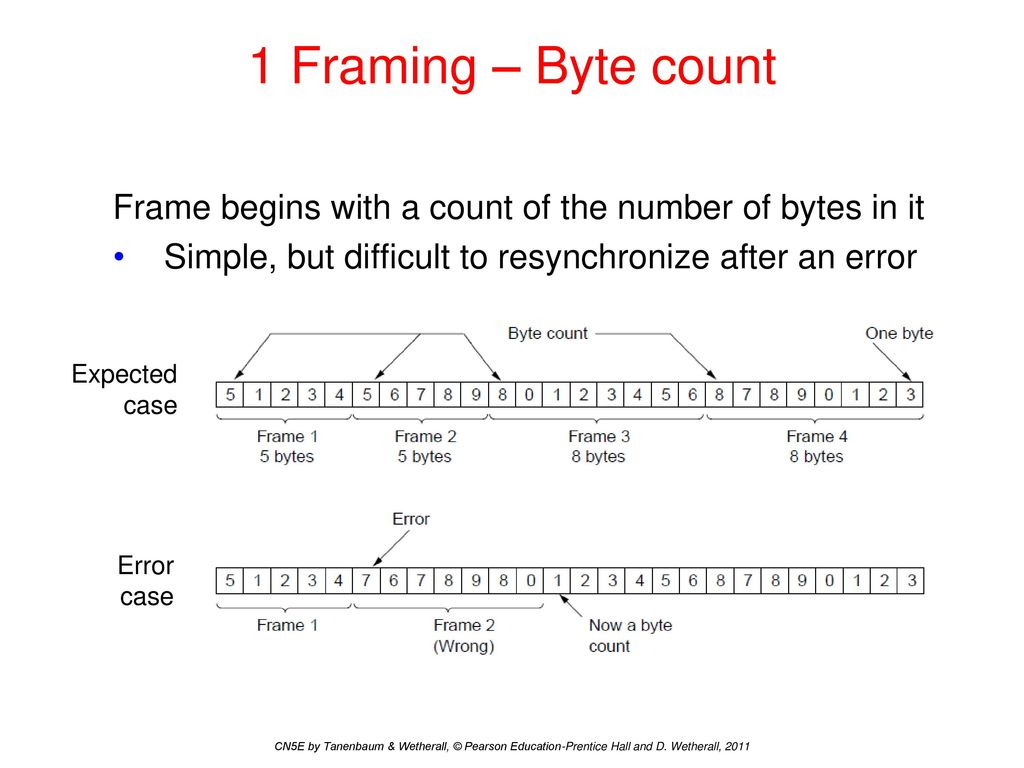 1 Framing – Byte count
Frame begins with a count of the number of bytes in it
• Simple, but difficult to resynchronize after an error
Byte count One byte
Expected
case
5 1 2 3 4 5 6 7 8 9 8 0 1 2 3 4 5 6 8 7 8 9 0 1 2 3
Frame 1 Frame 2 Frame 3 Frame 4
5 bytes 5 bytes 8 bytes 8 bytes
Error
Error
case
5 1 2 3 4 7 6 7 8 9 8 0 1 2 3 4 5 6 8 7 8 9 0 1 2 3
Frame 1 Frame 2 Now a byte
(Wrong) count
CN5E by Tanenbaum & Wetherall, © Pearson Education-Prentice Hall and D. Wetherall, 2011